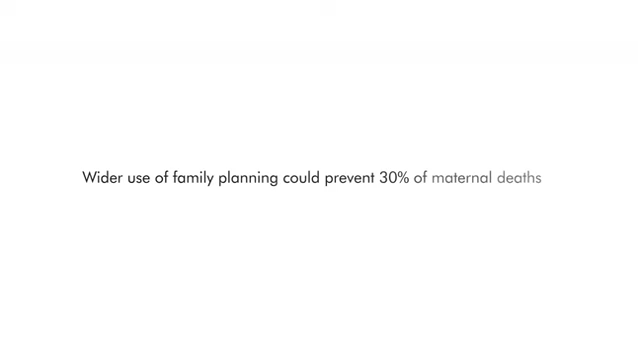 Wider use of family planning could prevent 30% of maternal deaths